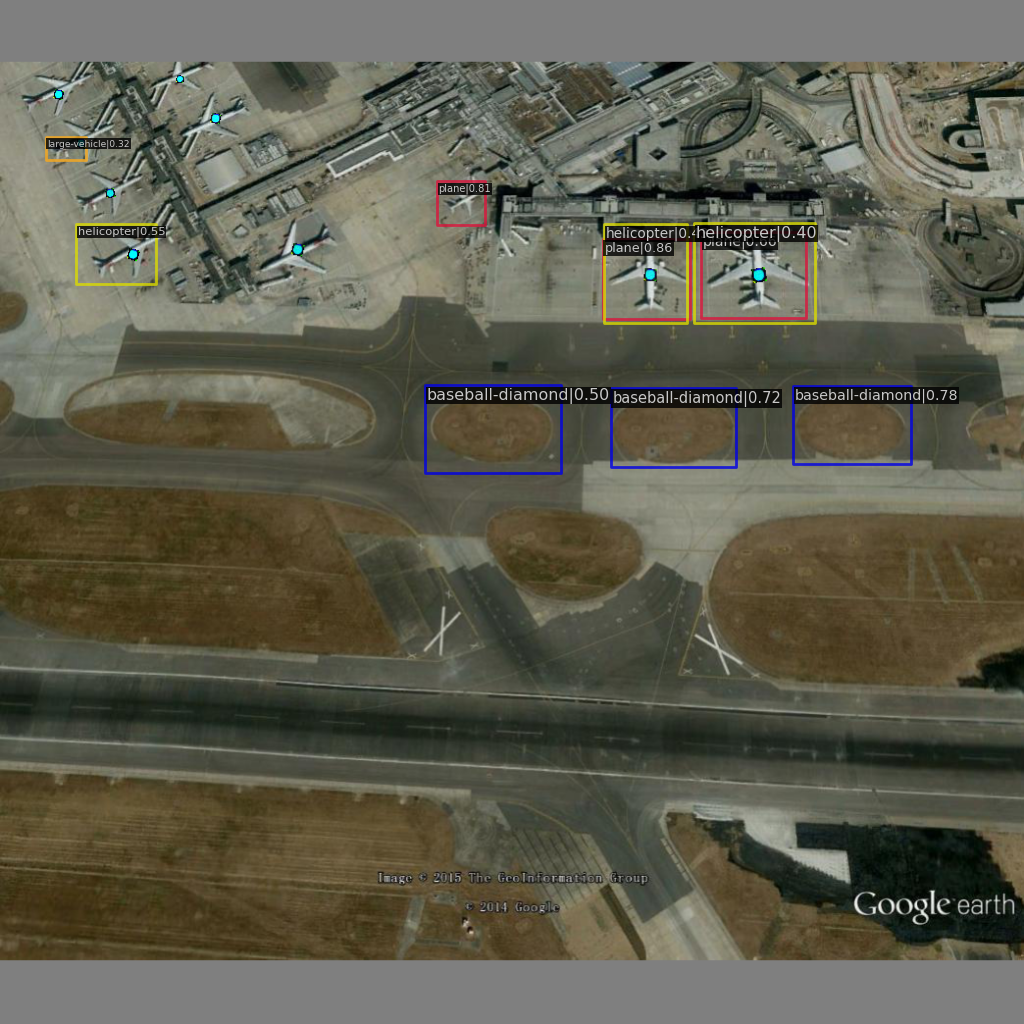 large-vehicle|0.32
plane|0.81
helicopter|0.55
helicopter|0.4
helicopter|0.40
plane|0.86
baseball-diamond|0.50
baseball-diamond|0.72
baseball-diamond|0.78
Image © 2015 The GeoInformation Group
© 2014 Google
Google earth